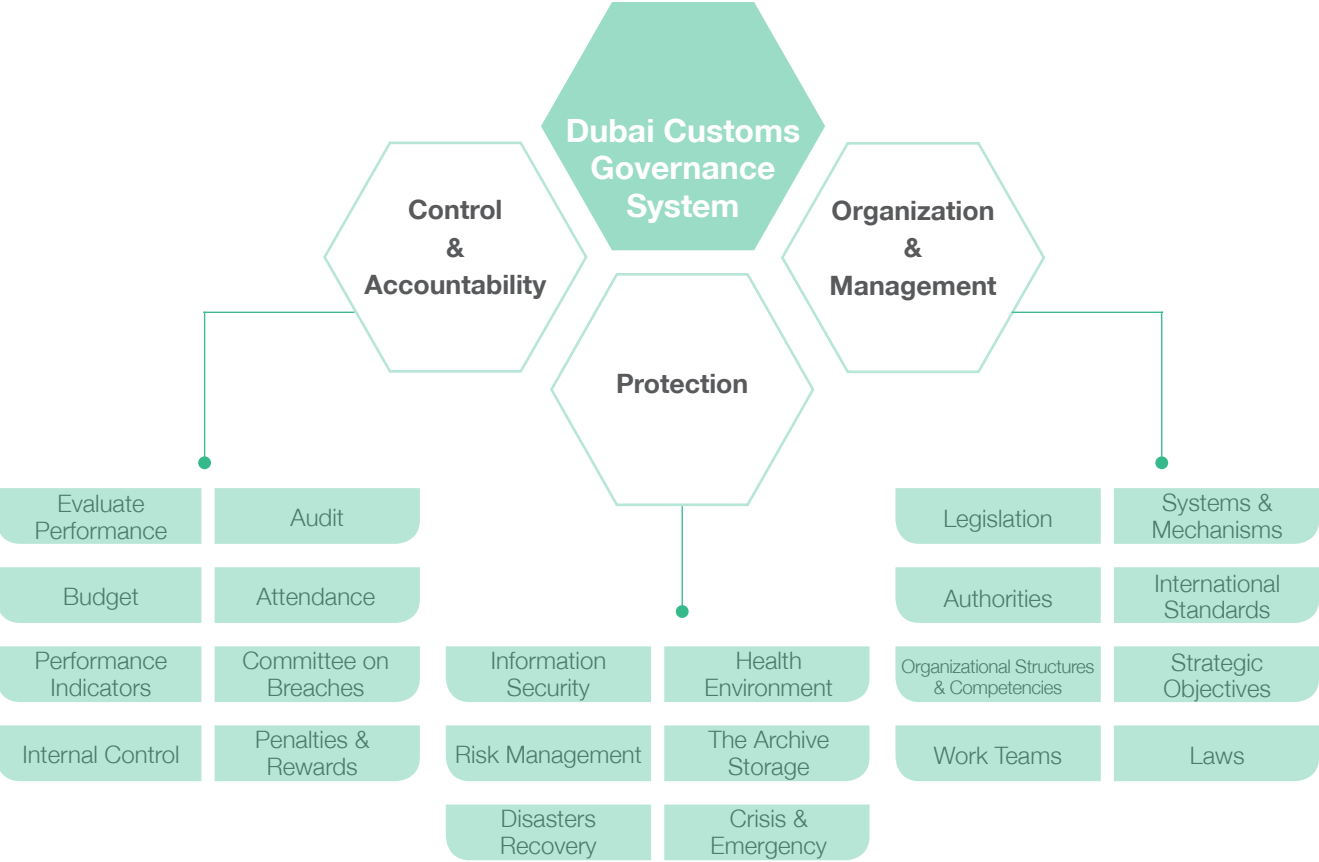 Dubai Customs
Governance
System
Control
&
Accountability
Organization
&
Management
Protection
Evaluate
Performance
Audit
Budget
Attendance
Performance
Indicators
Committee on
Breaches
Internal Control
Penalties &
Rewards
Information
Security
Health
Environment
Risk Management
The Archive
Storage
Disasters
Recovery
Crisis &
Emergency
Legislation
Systems &
Mechanisms
Authorities
International
Standards
Organizational Structures
& Competencies
Strategic
Objectives
Work Teams
Laws